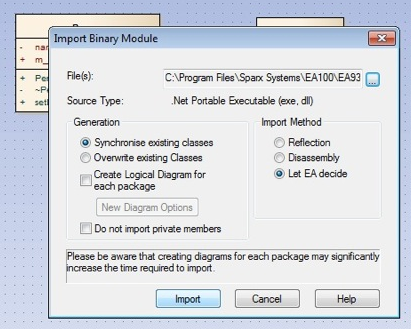 Import Binary Module
File(s):
C:\Program Files\Sparx Systems\EA100\EA93
...
Source Type:
.Net Portable Executable (exe, dll)
Generation
Synchronise existing classes
Overwrite existing Classes
Create Logical Diagram for
each package
New Diagram Options
Do not import private members
Import Method
Reflection
Disassembly
Let EA decide
Please be aware that creating diagrams for each package may significantly
increase the time required to import.
Import
Cancel
Help
- nar
+ m_
+ Per
- ~Pe
+ set